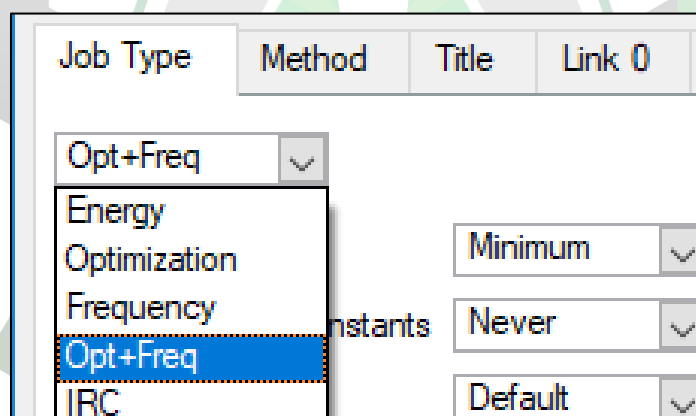 Job Type Method Title Link 0
Opt+Freq
Energy
Optimization Minimum
Frequency
nstants Never
Opt+Freq
IRC Default